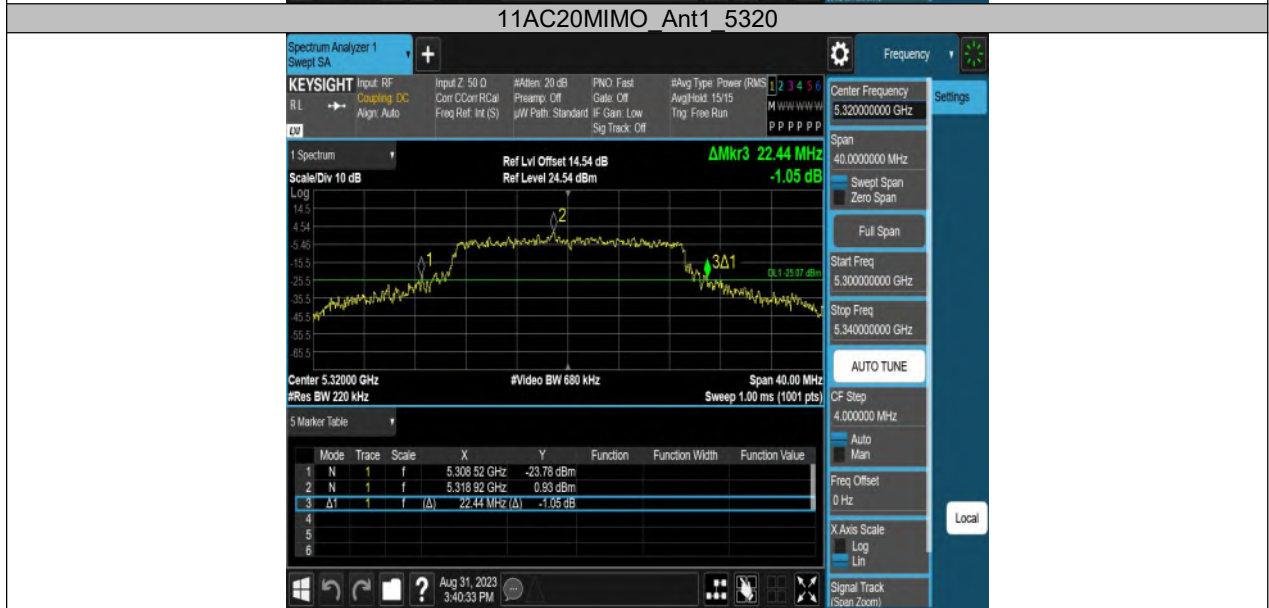 11AC20MIMO_Ant1_5320
Spectrum Analyzer 1
Swept SA
+
Frequency
KEYSIGHT
RL
LXI
Input: RF
Coupling: DC
Align: Auto
Input Z: 50 Ω
Corr CCorr RCal
Freq Ref: Int (S)
#Atten: 20 dB
Preamp: Off
µW Path: Standard
PNO: Fast
Gate: Off
IF Gain: Low
Sig Track: Off
#Avg Type: Power (RMS
Avg|Hold: 15/15
Trig: Free Run
1 2 3 4 5 6
M W W W W W
P P P P P P
Center Frequency
5.320000000 GHz
Settings
Span
40.0000000 MHz
Swept Span
Zero Span
Full Span
Start Freq
5.300000000 GHz
Stop Freq
5.340000000 GHz
AUTO TUNE
CF Step
4.000000 MHz
Auto
Man
Freq Offset
0 Hz
X Axis Scale
Log
Lin
Signal Track
(Span Zoom)
Local
1 Spectrum
Scale/Div 10 dB
Ref Lvl Offset 14.54 dB
Ref Level 24.54 dBm
ΔMkr3 22.44 MHz
-1.05 dB
Log
14.5
4.54
-5.46
-15.5
-25.5
-35.5
-45.5
-55.5
-65.5
1
2
3Δ1
DL1 -25.07 dBm
Center 5.32000 GHz
#Video BW 680 kHz
Span 40.00 MHz
#Res BW 220 kHz
Sweep 1.00 ms (1001 pts)
5 Marker Table
Mode Trace Scale X Y Function Function Width Function Value
1 N 1 f 5.308 52 GHz -23.78 dBm
2 N 1 f 5.318 92 GHz 0.93 dBm
3 Δ1 1 f (Δ) 22.44 MHz (Δ) -1.05 dB
4
5
6
?
Aug 31, 2023
3:40:33 PM